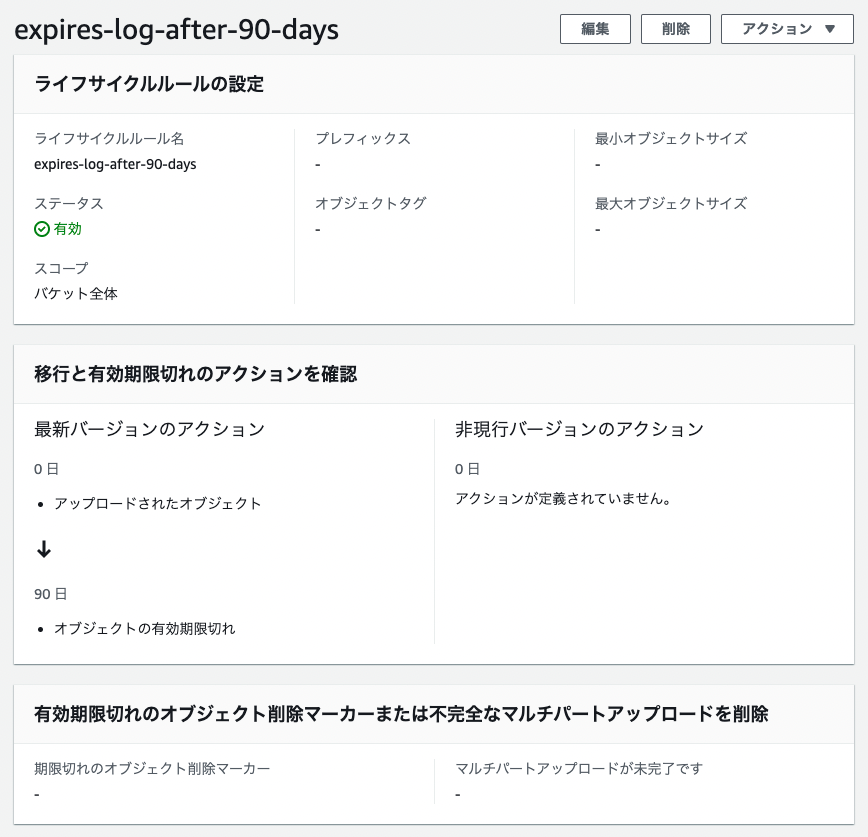 expires-log-after-90-days
編集
削除
アクション ▼
ライフサイクルルールの設定
ライフサイクルルール名
expires-log-after-90-days
ステータス
有効
スコープ
バケット全体
プレフィックス
-
オブジェクトタグ
-
最小オブジェクトサイズ
-
最大オブジェクトサイズ
-
移行と有効期限切れのアクションを確認
最新バージョンのアクション
0 日
• アップロードされたオブジェクト
↓
90 日
• オブジェクトの有効期限切れ
非現行バージョンのアクション
0 日
アクションが定義されていません。
有効期限切れのオブジェクト削除マーカーまたは不完全なマルチパートアップロードを削除
期限切れのオブジェクト削除マーカー
-
マルチパートアップロードが未完了です
-